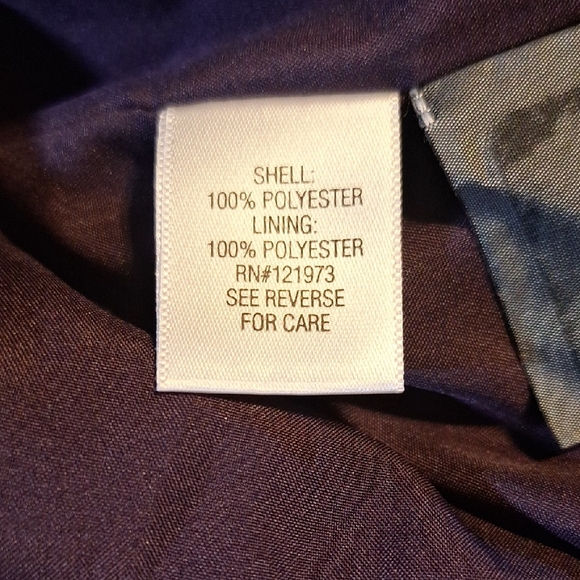 SHELL:
100% POLYESTER
LINING:
100% POLYESTER
RN#121973
SEE REVERSE
FOR CARE